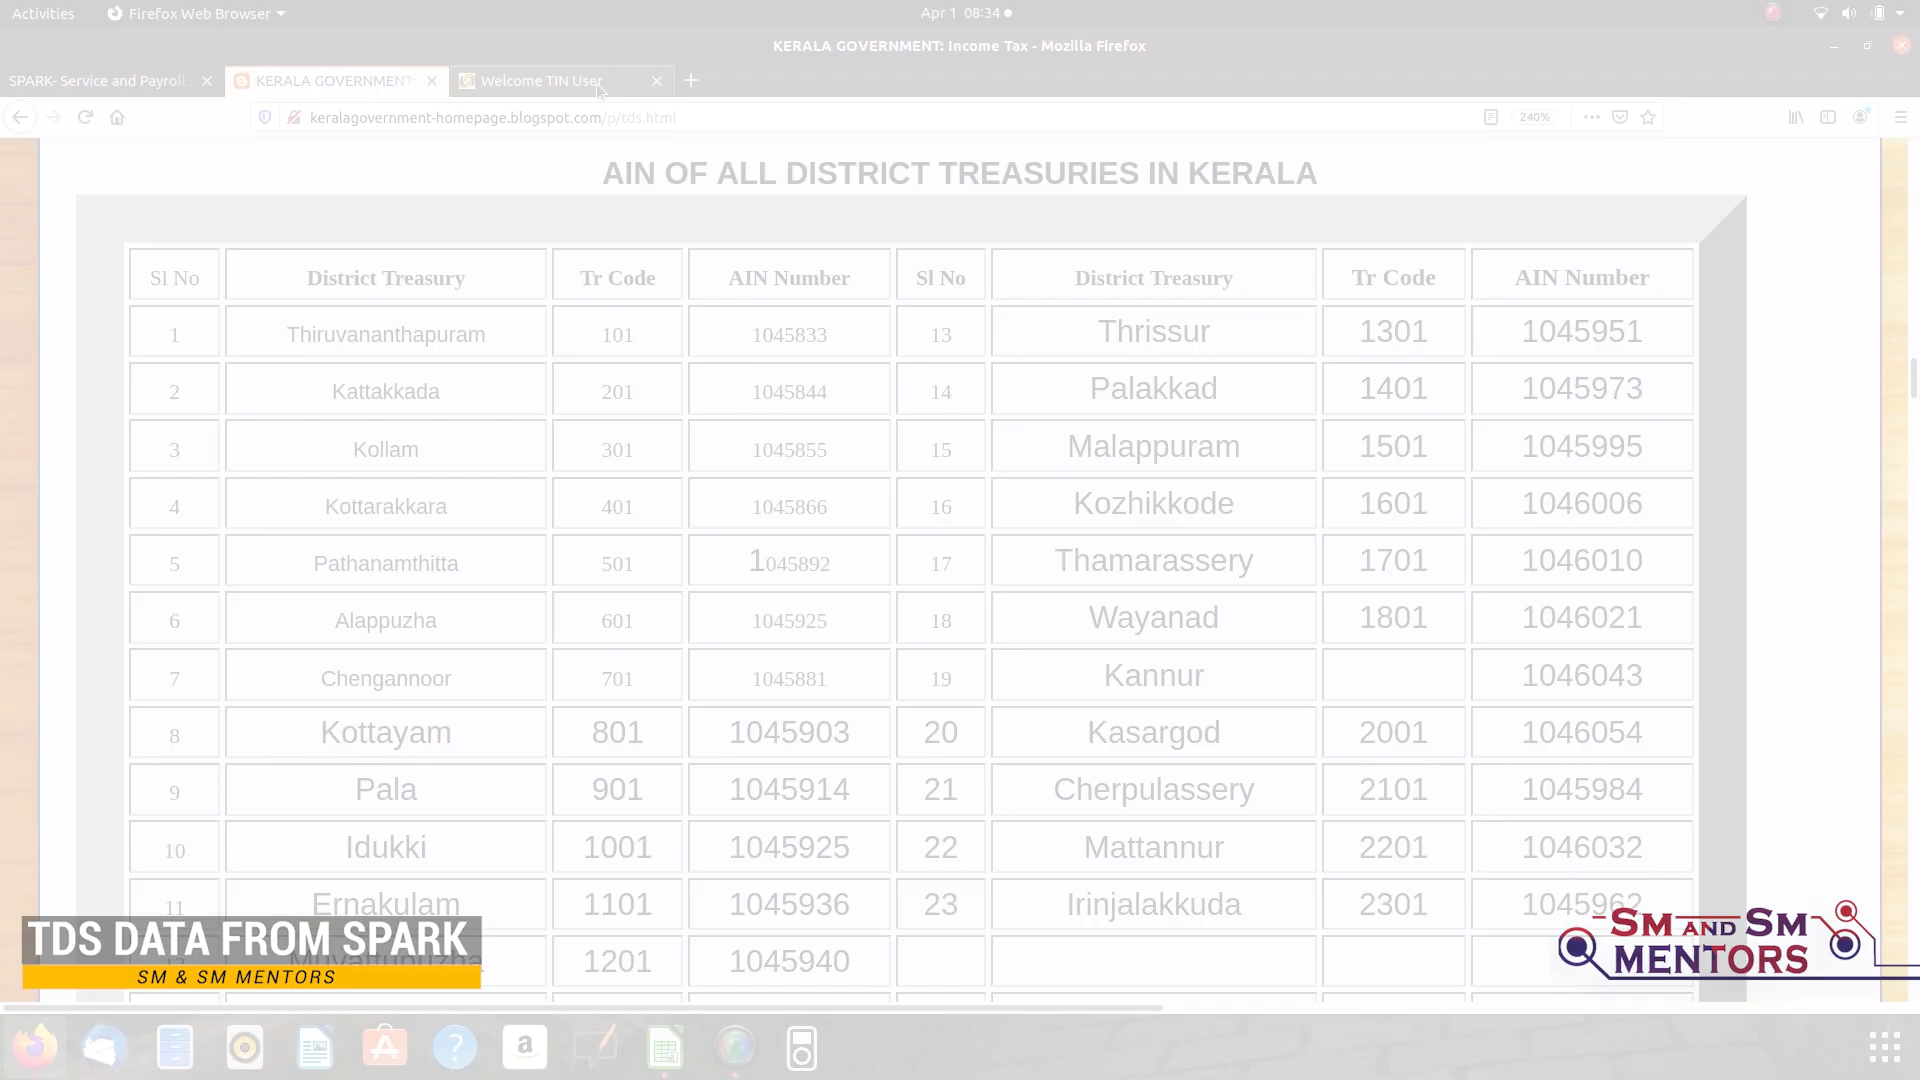 Activities Firefox Web Browser Apr 1 08:34
KERALA GOVERNMENT: Income Tax - Mozilla Firefox
SPARK- Service and Payroll KERALA GOVERNMENT Welcome TIN User
keralagovernment-homepage.blogspot.com/p/tds.html 240%
AIN OF ALL DISTRICT TREASURIES IN KERALA
Sl No District Treasury Tr Code AIN Number Sl No District Treasury Tr Code AIN Number
1 Thiruvananthapuram 101 1045833 13 Thrissur 1301 1045951
2 Kattakkada 201 1045844 14 Palakkad 1401 1045973
3 Kollam 301 1045855 15 Malappuram 1501 1045995
4 Kottarakkara 401 1045866 16 Kozhikkode 1601 1046006
5 Pathanamthitta 501 1045892 17 Thamarassery 1701 1046010
6 Alappuzha 601 1045925 18 Wayanad 1801 1046021
7 Chengannoor 701 1045881 19 Kannur 1046043
8 Kottayam 801 1045903 20 Kasargod 2001 1046054
9 Pala 901 1045914 21 Cherpulassery 2101 1045984
10 Idukki 1001 1045925 22 Mattannur 2201 1046032
11 Ernakulam 1101 1045936 23 Irinjalakkuda 2301 1045962
12 Muvattupuzha 1201 1045940
TDS DATA FROM SPARK
SM & SM MENTORS
SM AND SM
MENTORS